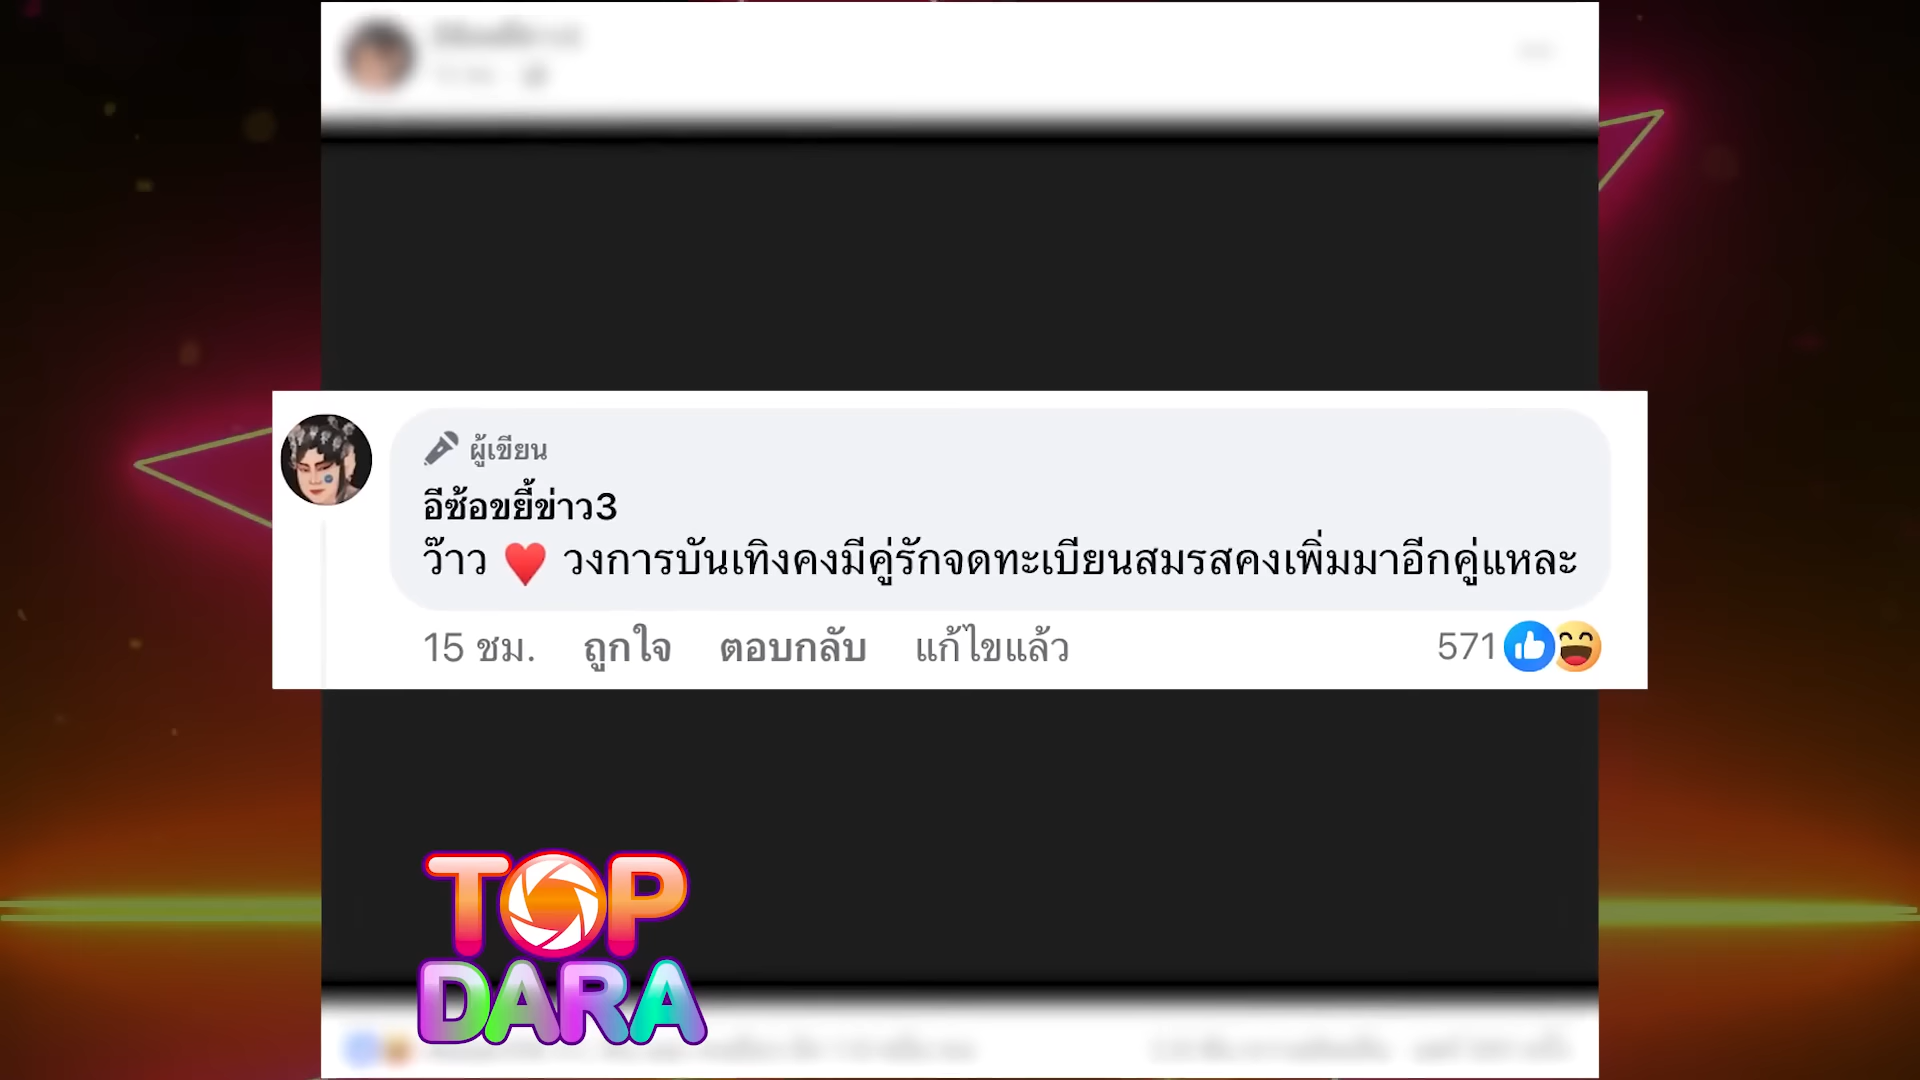 ผู้เขียน
อีซ้อขยี้ข่าว3
ว๊าว ♥ วงการบันเทิงคงมีคู่รักจดทะเบียนสมรสคงเพิ่มมาอีกคู่แหละ
15 ชม. ถูกใจ ตอบกลับ แก้ไขแล้ว 571
TOP
DARA